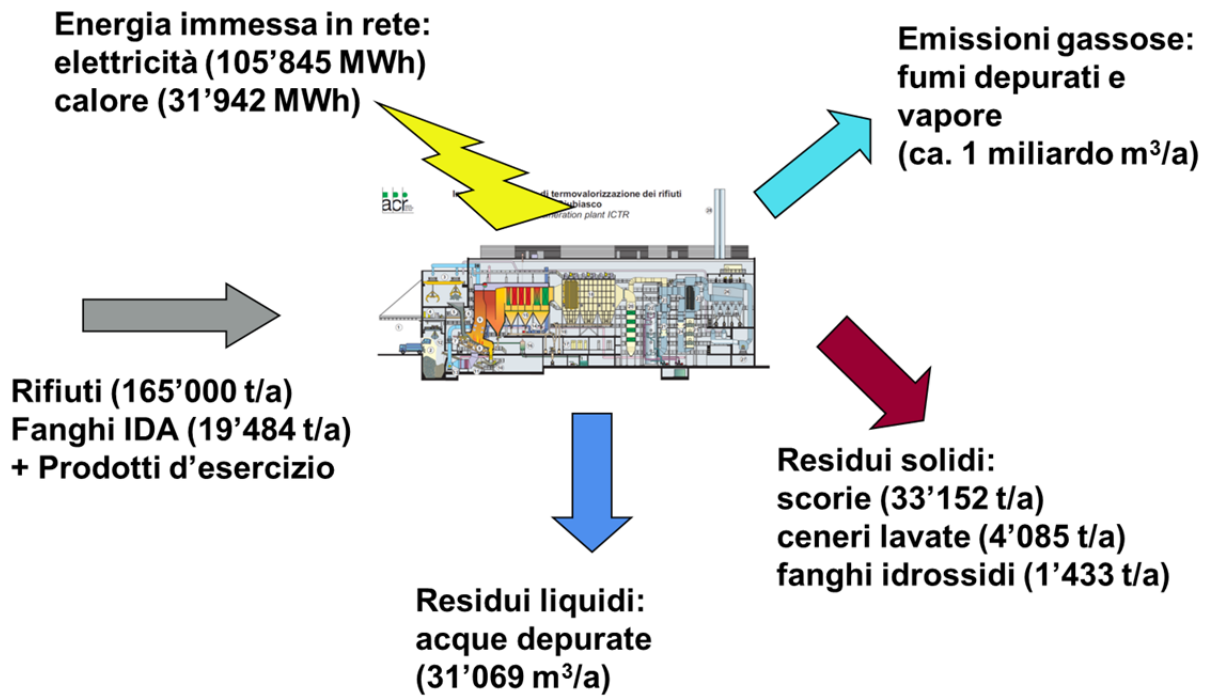 Energia immessa in rete:
elettricità (105’845 MWh)
calore (31’942 MWh)
Emissioni gassose:
fumi depurati e
vapore
(ca. 1 miliardo m³/a)
acr
di termovalorizzazione dei rifiuti
plant ICTR
Rifiuti (165’000 t/a)
Fanghi IDA (19’484 t/a)
+ Prodotti d’esercizio
Residui solidi:
scorie (33’152 t/a)
ceneri lavate (4’085 t/a)
fanghi idrossidi (1’433 t/a)
Residui liquidi:
acque depurate
(31’069 m³/a)